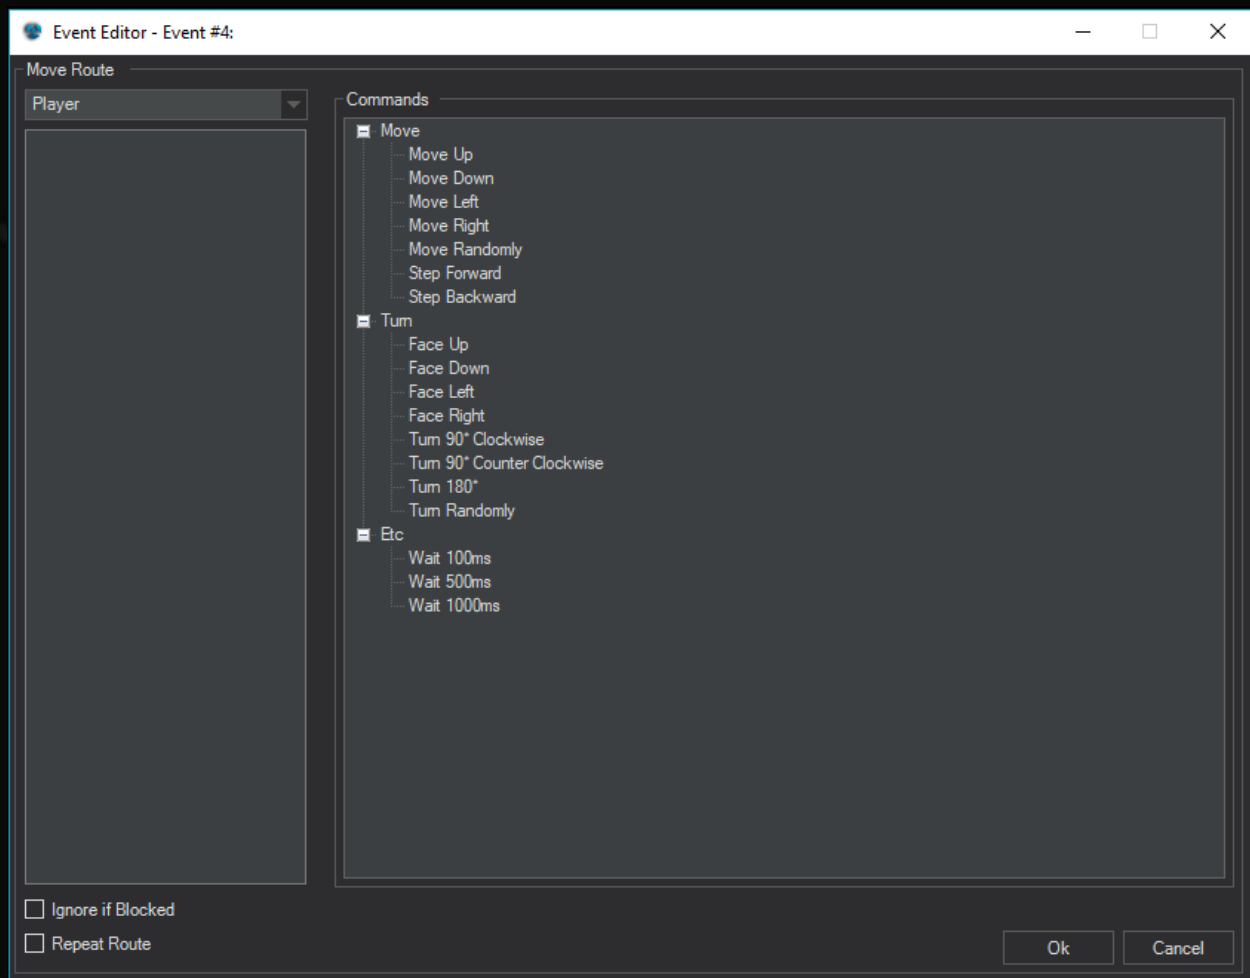 Event Editor - Event #4:
Move Route
Player
Commands
Move
Move Up
Move Down
Move Left
Move Right
Move Randomly
Step Forward
Step Backward
Turn
Face Up
Face Down
Face Left
Face Right
Turn 90* Clockwise
Turn 90* Counter Clockwise
Turn 180*
Turn Randomly
Etc
Wait 100ms
Wait 500ms
Wait 1000ms
Ignore if Blocked
Repeat Route
Ok
Cancel